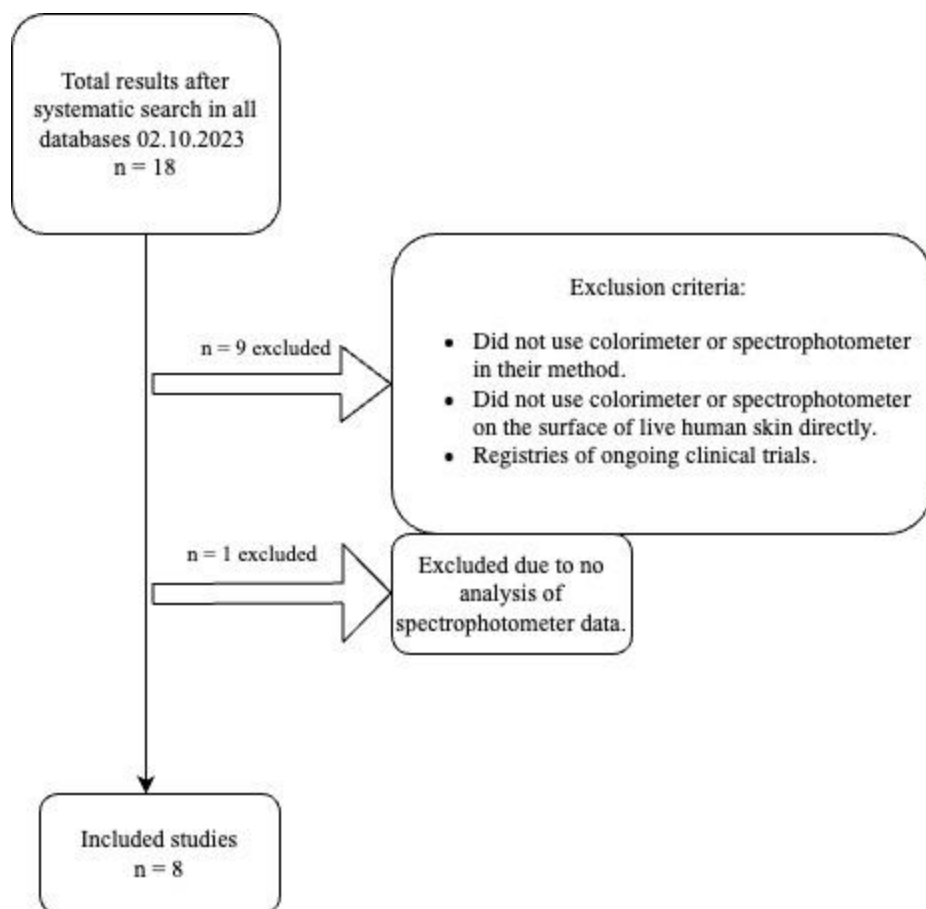 Total results after
systematic search in all
databases 02.10.2023
n = 18
n = 9 excluded
Exclusion criteria:
• Did not use colorimeter or spectrophotometer
in their method.
• Did not use colorimeter or spectrophotometer
on the surface of live human skin directly.
• Registries of ongoing clinical trials.
n = 1 excluded
Excluded due to no
analysis of
spectrophotometer data.
Included studies
n = 8